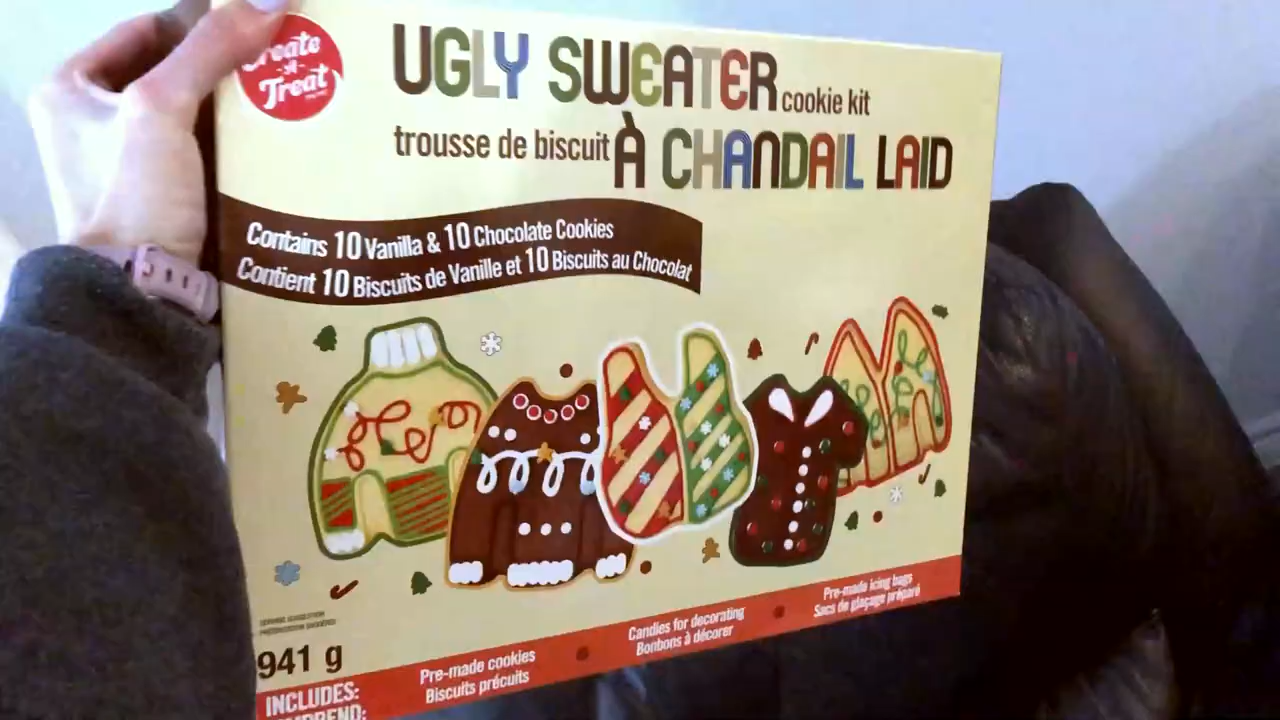 Create
-A-
Treat
UGLY SWEATER cookie kit
trousse de biscuit À CHANDAIL LAID
Contains 10 Vanilla & 10 Chocolate Cookies
Contient 10 Biscuits de Vanille et 10 Biscuits au Chocolat
941 g
INCLUDES:
Pre-made cookies
Biscuits précuits
Candies for decorating
Bonbons à décorer
Pre-made icing bags
Sacs de glaçage préparé